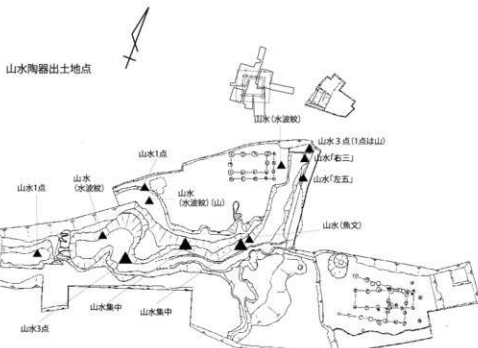 山水陶器出土地点
山水（水波紋）
山水３点（1点は山）
山水「右三」
山水「左五」
山水1点
山水1点
山水
（水波紋）
山水
（水波紋）（山）
山水（魚文）
山水3点
山水集中
山水集中